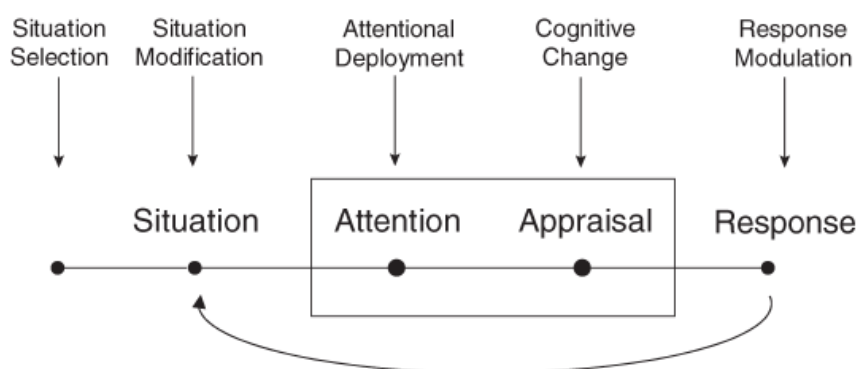 Situation Selection
Situation Modification
Attentional Deployment
Cognitive Change
Response Modulation
Situation
Attention
Appraisal
Response